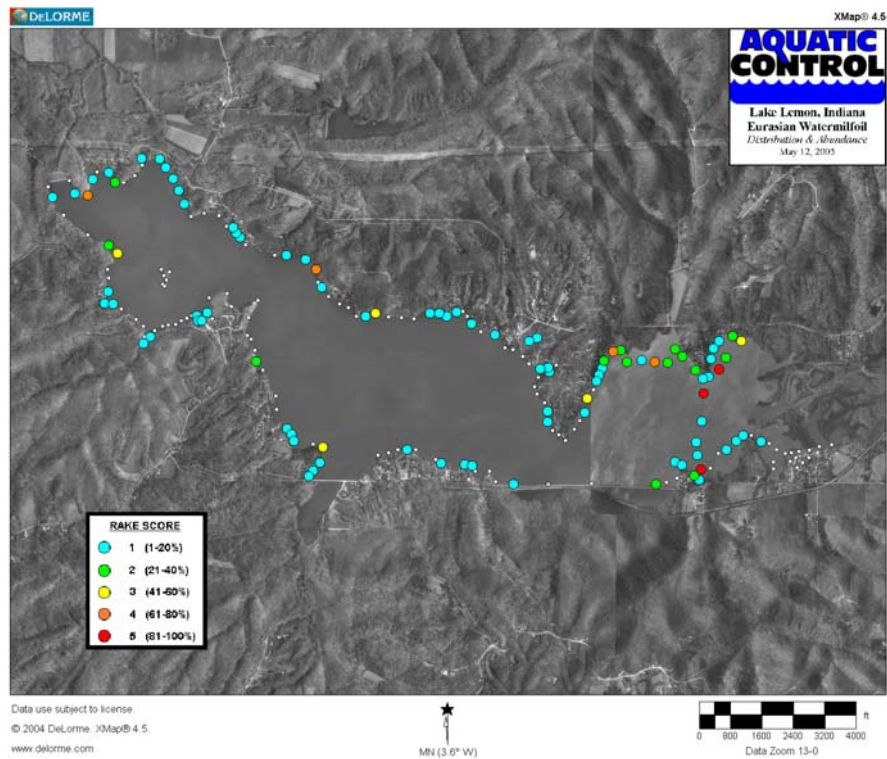 DeLORME
XMap® 4.5
AQUATIC
CONTROL
Lake Lemon, Indiana
Eurasian Watermilfoil
Distribution & Abundance
May 12, 2005
RAKE SCORE
1 (1-20%)
2 (21-40%)
3 (41-60%)
4 (61-80%)
5 (81-100%)
Data use subject to license.
© 2004 DeLorme. XMap® 4.5.
www.delorme.com
MN (3.6° W)
ft
0 800 1600 2400 3200 4000
Data Zoom 13-0